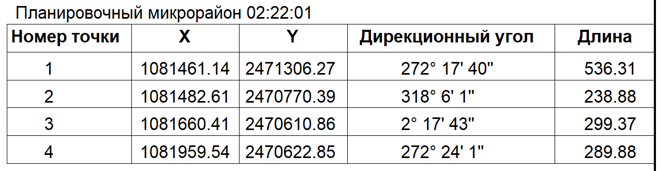 Планировочный микрорайон 02:22:01
Номер точки X Y Дирекционный угол Длина
1 1081461.14 2471306.27 272° 17' 40" 536.31
2 1081482.61 2470770.39 318° 6' 1" 238.88
3 1081660.41 2470610.86 2° 17' 43" 299.37
4 1081959.54 2470622.85 272° 24' 1" 289.88